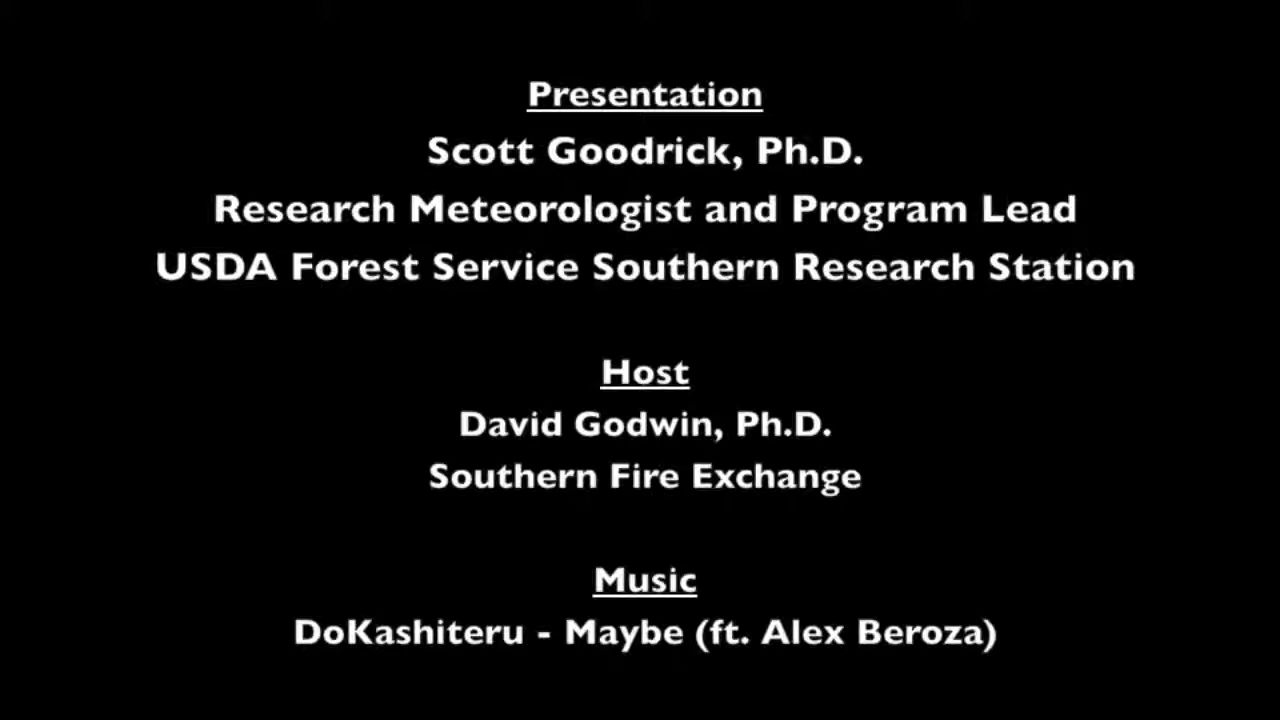 Presentation
Scott Goodrick, Ph.D.
Research Meteorologist and Program Lead
USDA Forest Service Southern Research Station
Host
David Godwin, Ph.D.
Southern Fire Exchange
Music
DoKashiteru - Maybe (ft. Alex Beroza)